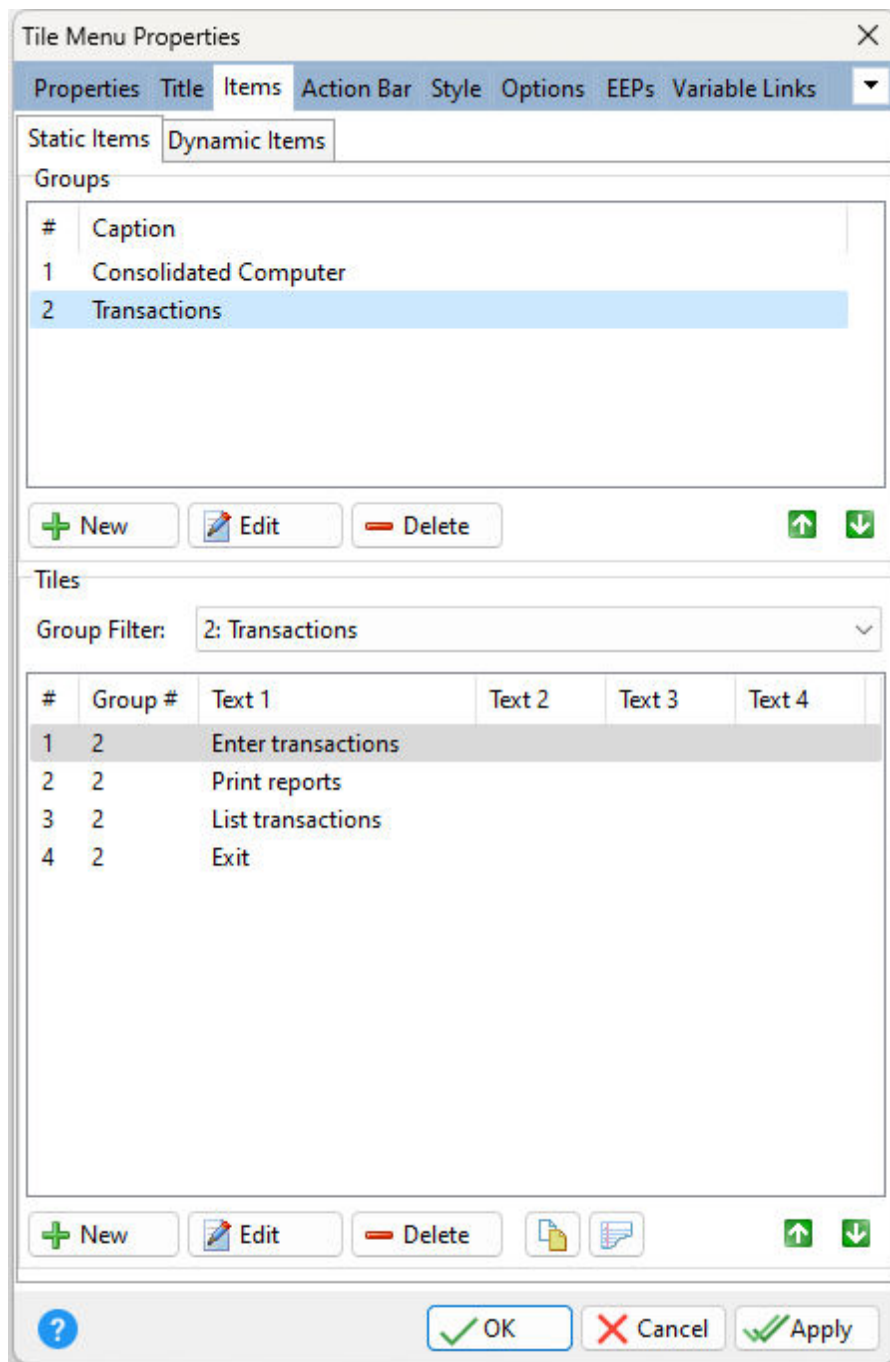 Tile Menu Properties
Properties Title Items Action Bar Style Options EEPs Variable Links
Static Items Dynamic Items
Groups
# Caption
1 Consolidated Computer
2 Transactions
New Edit Delete
Tiles
Group Filter: 2: Transactions
# Group # Text 1 Text 2 Text 3 Text 4
1 2 Enter transactions
2 2 Print reports
3 2 List transactions
4 2 Exit
New Edit Delete
? OK Cancel Apply